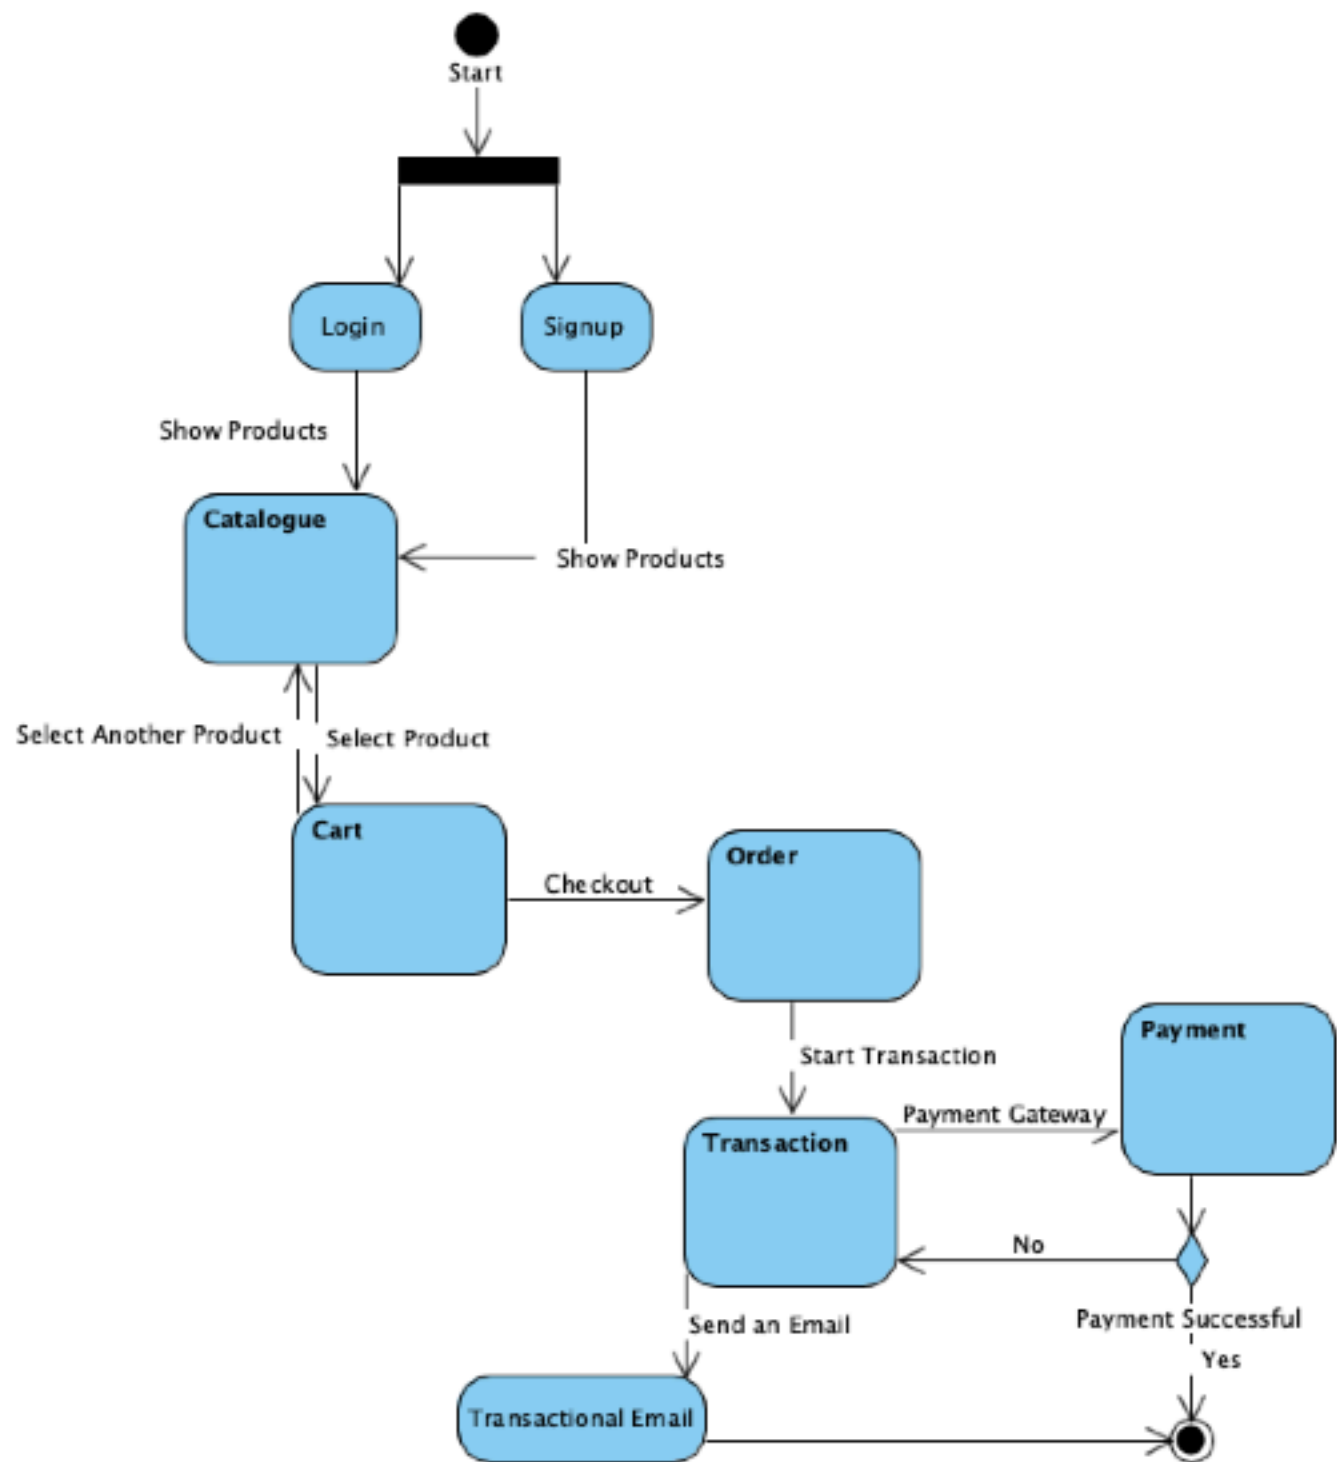 Start
Login
Signup
Show Products
Catalogue
Show Products
Select Another Product
Select Product
Cart
Order
Checkout
Payment
Start Transaction
Payment Gateway
Transaction
No
Payment Successful
Send an Email
Yes
Transactional Email